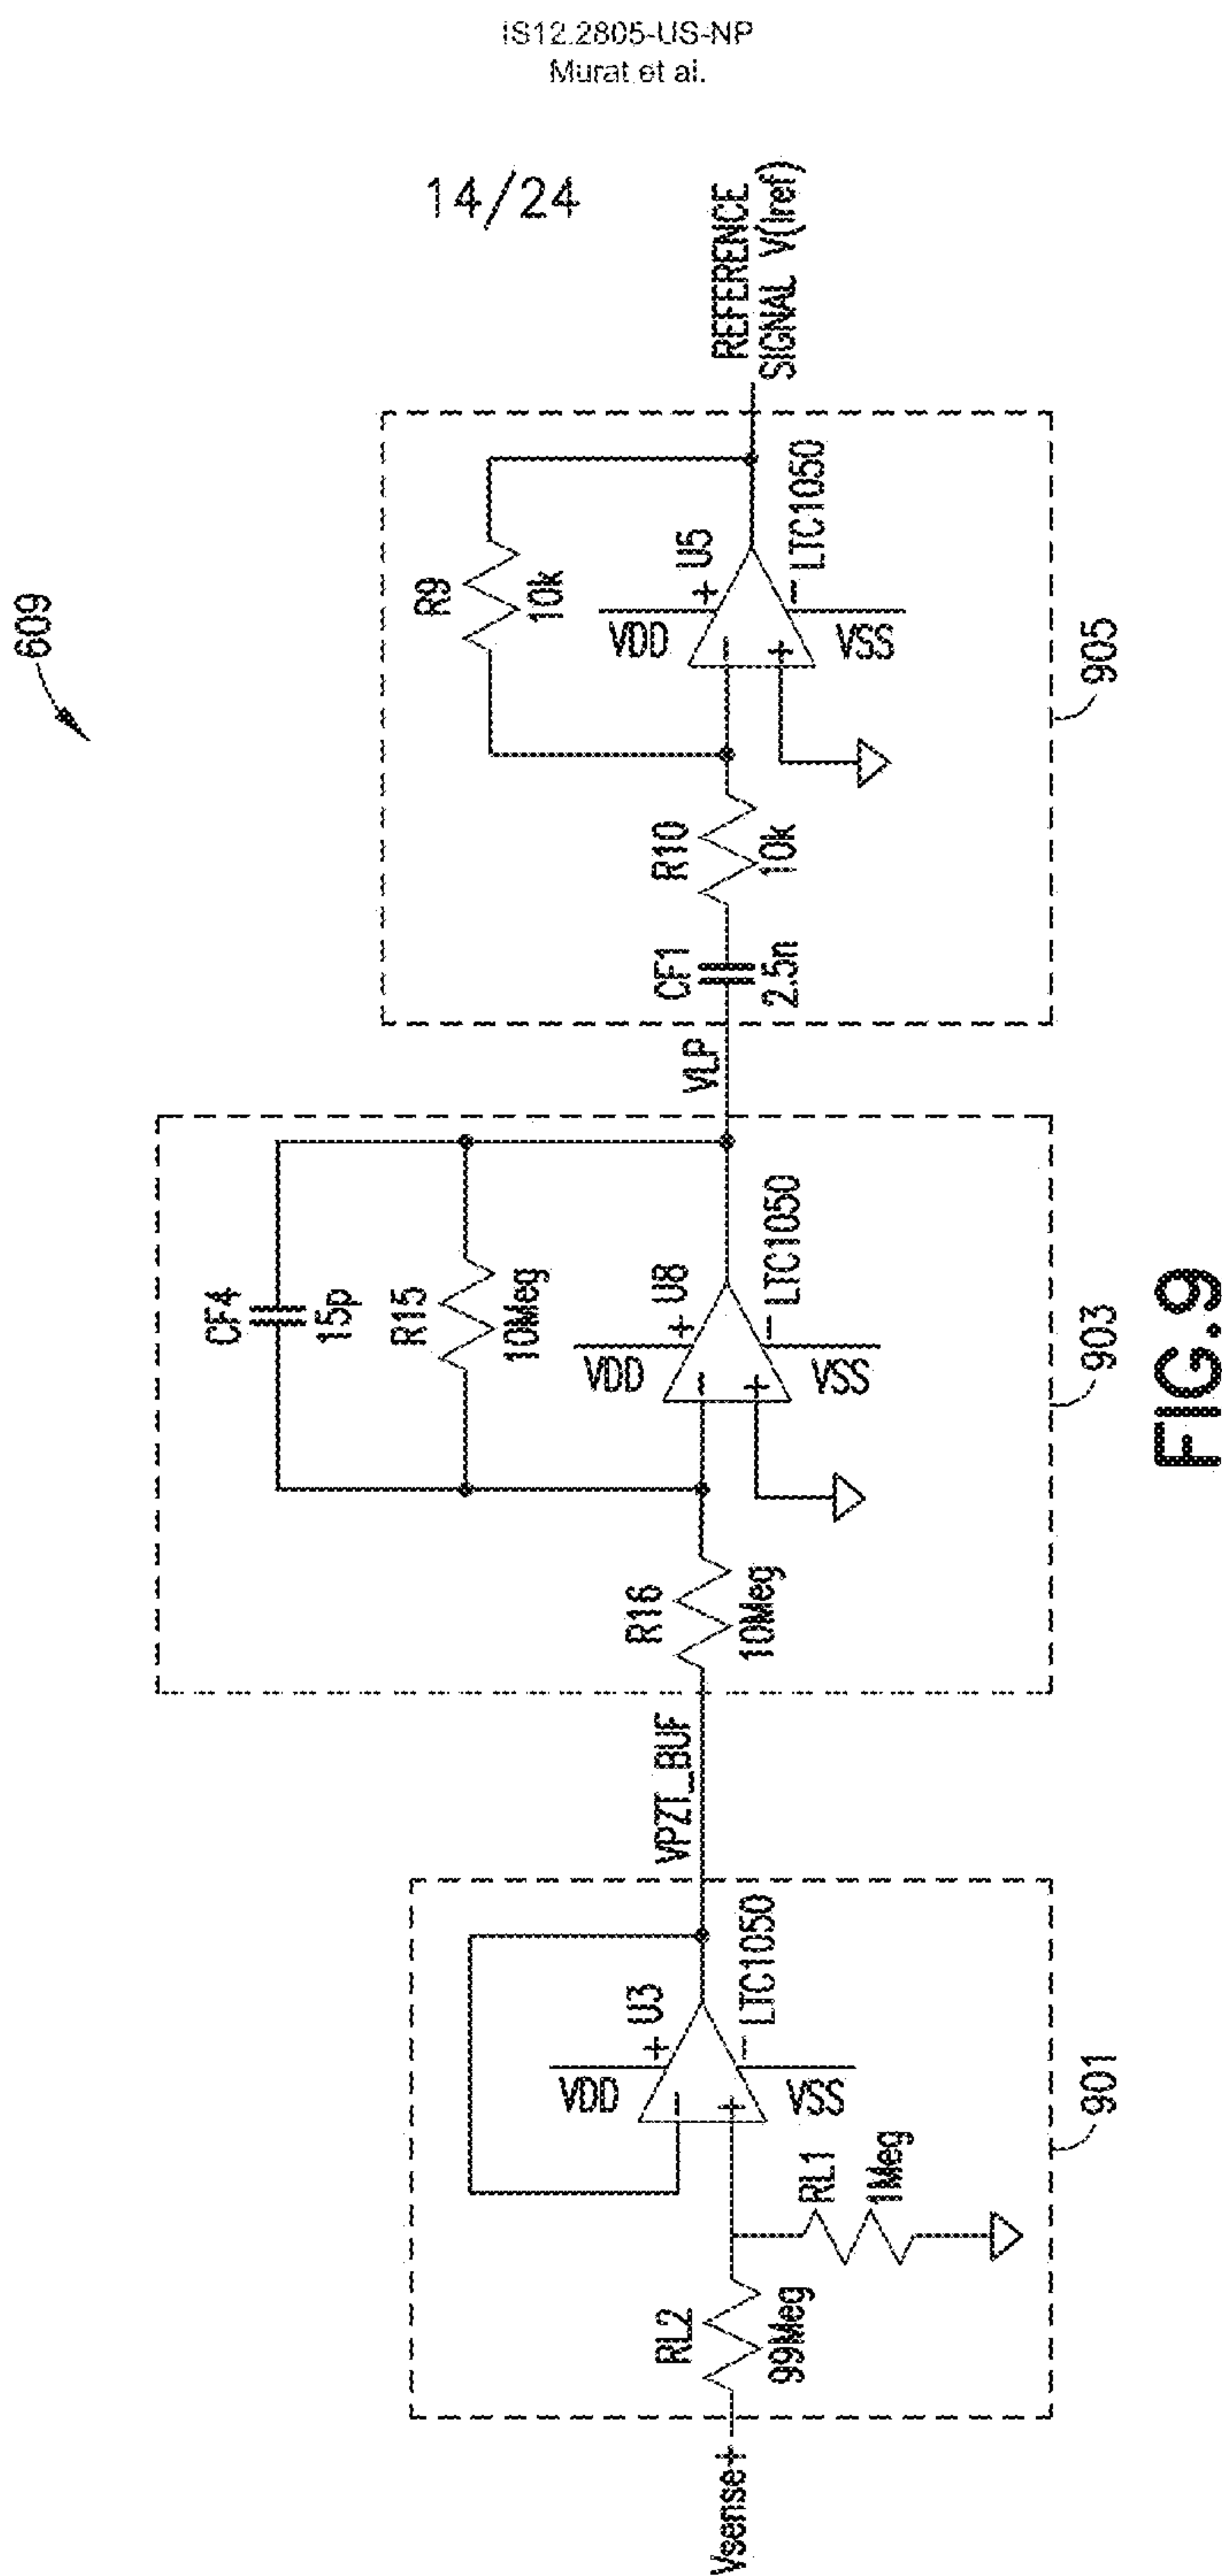 IS12.2805-US-NP
Murat et al.
14/24
609
Vsense+
RL2
99Meg
RL1
1Meg
VDD
+
U3
-
+
-
LTC1050
VSS
901
VPZT_BUF
R16
10Meg
CF4
15p
R15
10Meg
VDD
+
U8
-
+
-
LTC1050
VSS
903
VLP
CF1
2.5n
R10
10k
R9
10k
VDD
+
U5
-
+
-
LTC1050
VSS
905
REFERENCE
SIGNAL V(Iref)
FIG.9